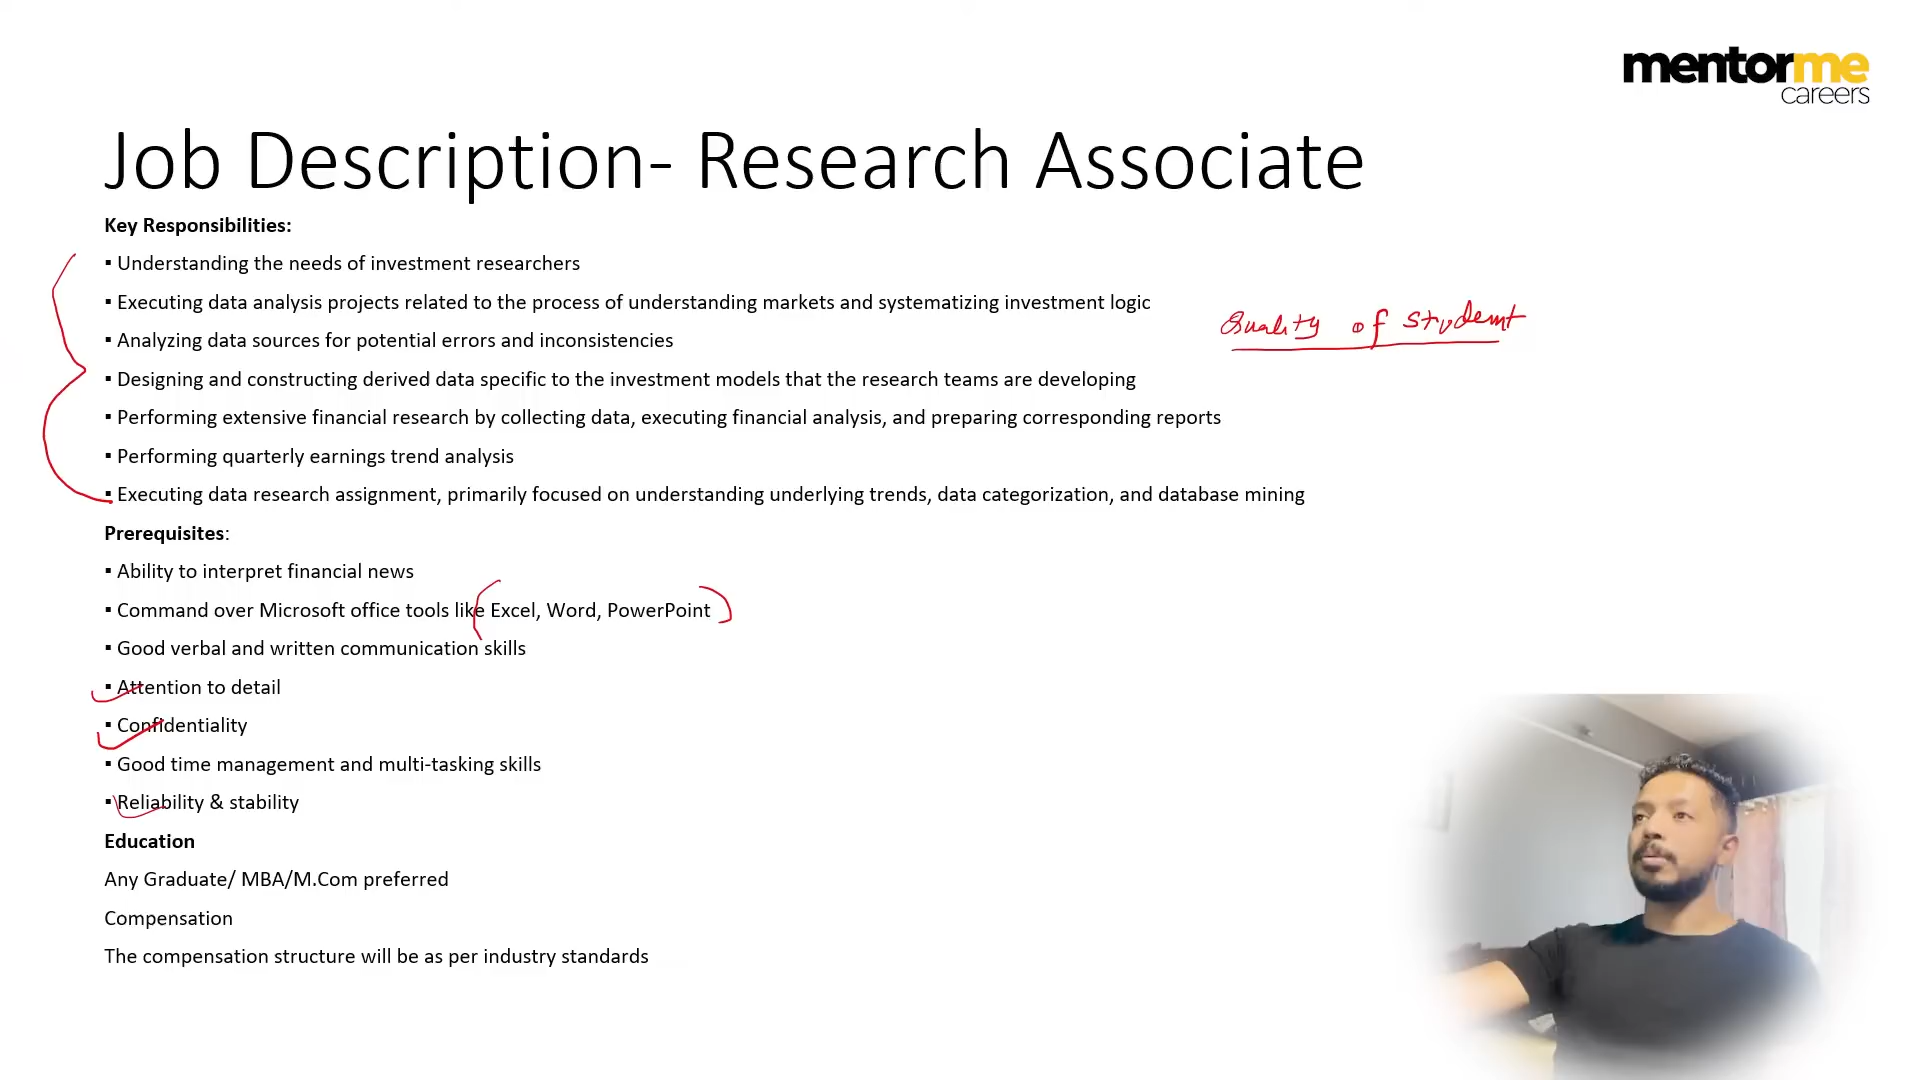 mentorme
careers
Job Description- Research Associate
Key Responsibilities:
▪ Understanding the needs of investment researchers
▪ Executing data analysis projects related to the process of understanding markets and systematizing investment logic
Quality of Student
▪ Analyzing data sources for potential errors and inconsistencies
▪ Designing and constructing derived data specific to the investment models that the research teams are developing
▪ Performing extensive financial research by collecting data, executing financial analysis, and preparing corresponding reports
▪ Performing quarterly earnings trend analysis
▪ Executing data research assignment, primarily focused on understanding underlying trends, data categorization, and database mining
Prerequisites:
▪ Ability to interpret financial news
▪ Command over Microsoft office tools like Excel, Word, PowerPoint
▪ Good verbal and written communication skills
▪ Attention to detail
▪ Confidentiality
▪ Good time management and multi-tasking skills
▪ Reliability & stability
Education
Any Graduate/ MBA/M.Com preferred
Compensation
The compensation structure will be as per industry standards